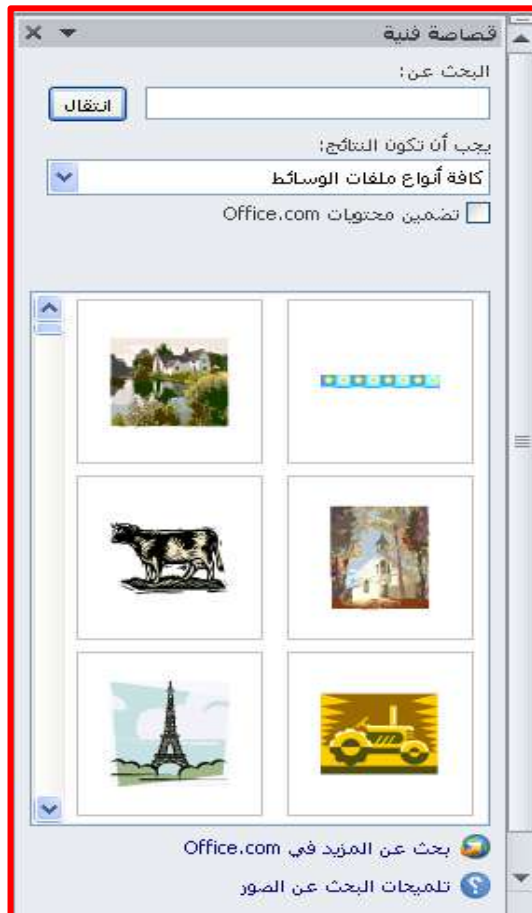 قصاصة فنية
البحث عن:
انتقال
يجب أن تكون النتائج:
كافة أنواع ملفات الوسائط
تضمين محتويات Office.com
بحث عن المزيد في Office.com
تلميحات البحث عن الصور